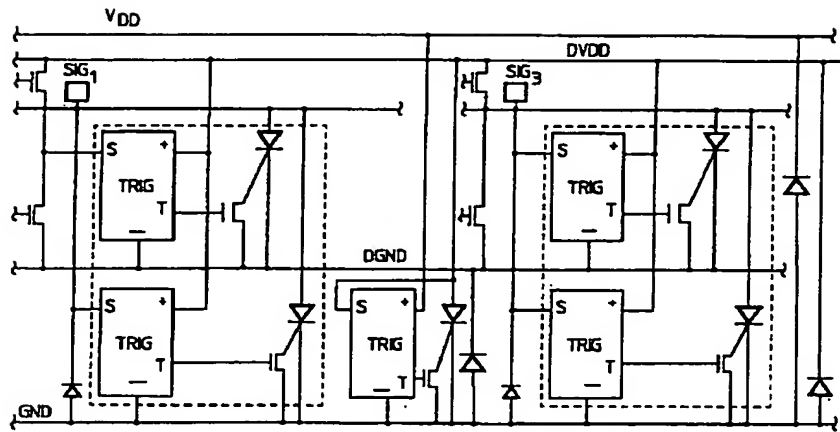 VDD
DVDD
SIG1
SIG3
S +
TRIG
T
—
S +
TRIG
T
—
DGND
S +
TRIG
T
—
S +
TRIG
T
—
S +
TRIG
T
—
GND